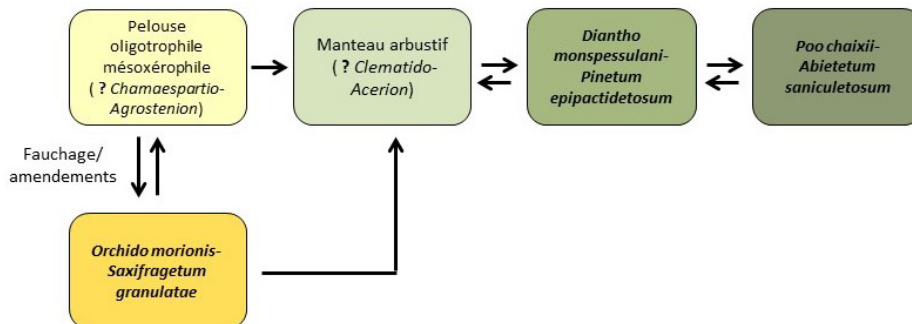 Pelouse
oligotrophile
mésoxérophile
( ? Chamaespartio-
Agrostenion)
Manteau arbustif
( ? Clematido-
Acerion)
Diantho
monspessulani-
Pinetum
epipactidetosum
Poo chaixii-
Abietetum
saniculetosum
Fauchage/
amendements
Orchido morionis-
Saxifragetum
granulatae